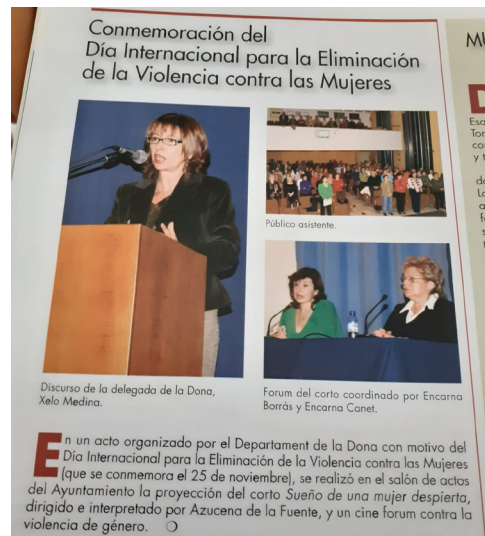 Conmemoración del
Día Internacional para la Eliminación
de la Violencia contra las Mujeres
Público asistente.
Discurso de la delegada de la Dona,
Xelo Medina.
Forum del corto coordinado por Encarna
Borràs y Encarna Canet.
En un acto organizado por el Departament de la Dona con motivo del
Día Internacional para la Eliminación de la Violencia contra las Mujeres
(que se conmemora el 25 de noviembre), se realizó en el salón de actos
del Ayuntamiento la proyección del corto Sueño de una mujer despierta,
dirigido e interpretado por Azucena de la Fuente, y un cine forum contra la
violencia de género.